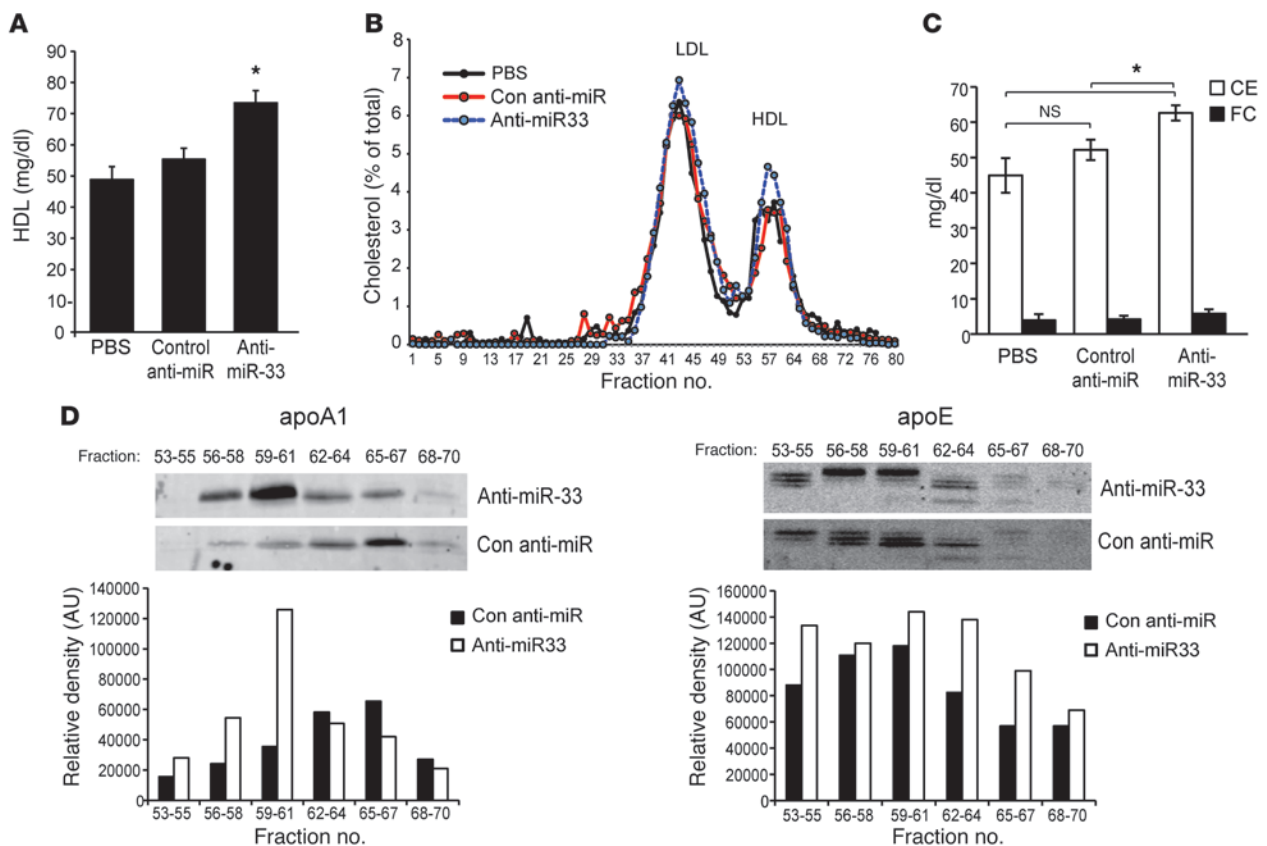 A
90
80
70
60
50
40
30
20
10
0
HDL (mg/dl)
*
PBS
Control
anti-miR
Anti-
miR-33
B
8
7
6
5
4
3
2
1
0
Cholesterol (% of total)
PBS
Con anti-miR
Anti-miR33
LDL
HDL
1 5 9 13 17 21 25 29 33 37 41 45 49 53 57 61 64 68 72 76 80
Fraction no.
C
70
60
50
40
30
20
10
0
mg/dl
*
NS
CE
FC
PBS
Control
anti-miR
Anti-
miR-33
D
apoA1
Fraction: 53-55 56-58 59-61 62-64 65-67 68-70
Anti-miR-33
Con anti-miR
140000
120000
100000
80000
60000
40000
20000
0
Relative density (AU)
Con anti-miR
Anti-miR33
53-55 56-58 59-61 62-64 65-67 68-70
Fraction no.
apoE
Fraction: 53-55 56-58 59-61 62-64 65-67 68-70
Anti-miR-33
Con anti-miR
160000
140000
120000
100000
80000
60000
40000
20000
0
Relative density (AU)
Con anti-miR
Anti-miR33
53-55 56-58 59-61 62-64 65-67 68-70
Fraction no.